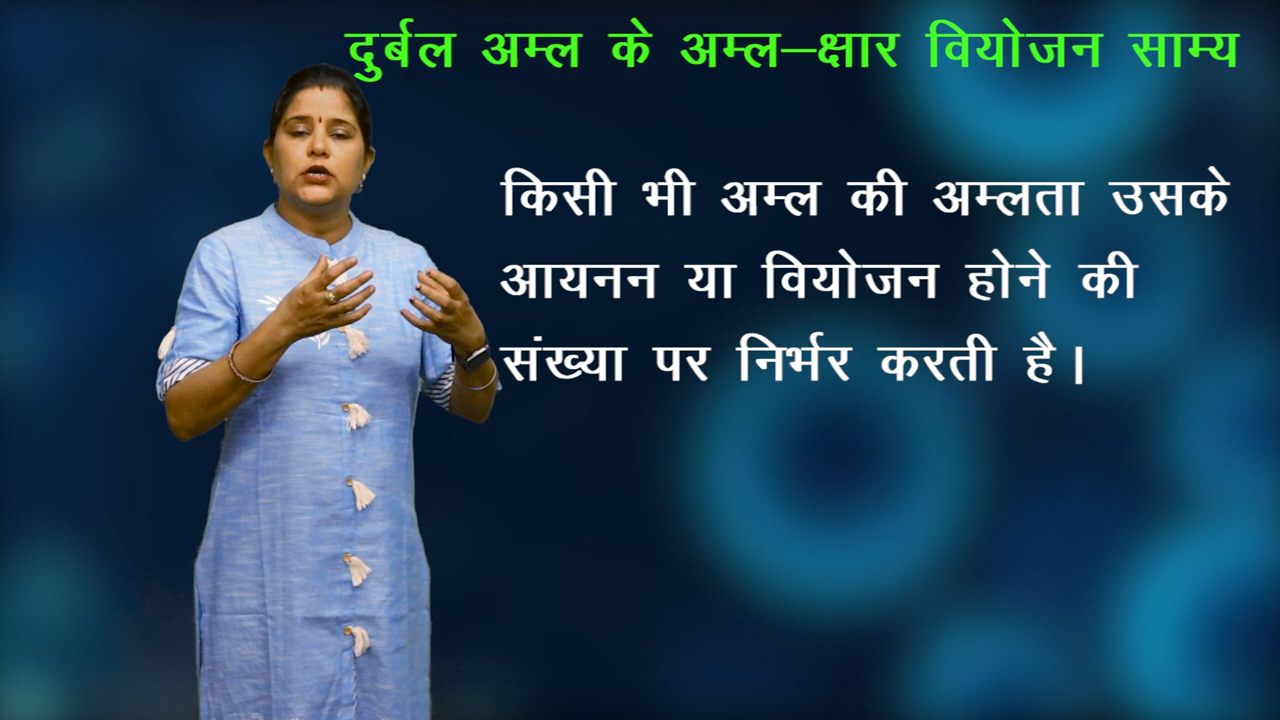 दुर्बल अम्ल के अम्ल–क्षार वियोजन साम्य
किसी भी अम्ल की अम्लता उसके
आयनन या वियोजन होने की
संख्या पर निर्भर करती है।